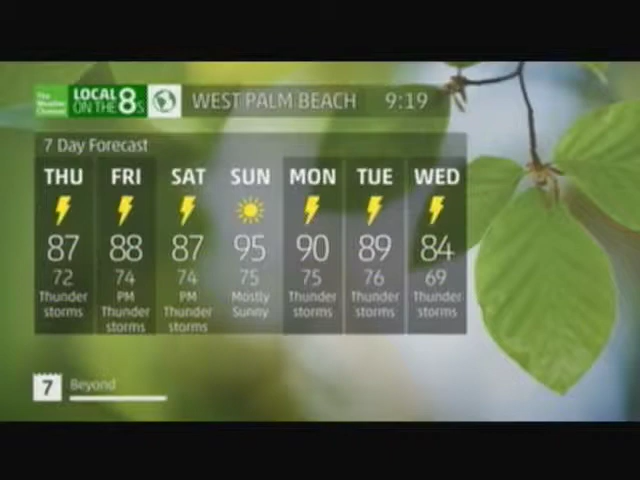 The Weather Channel
LOCAL ON THE 8s
WEST PALM BEACH 9:19
7 Day Forecast
THU FRI SAT SUN MON TUE WED
87 88 87 95 90 89 84
72 74 74 75 75 76 69
Thunder storms PM Thunder storms PM Thunder storms Mostly Sunny Thunder storms Thunder storms Thunder storms
7 Beyond